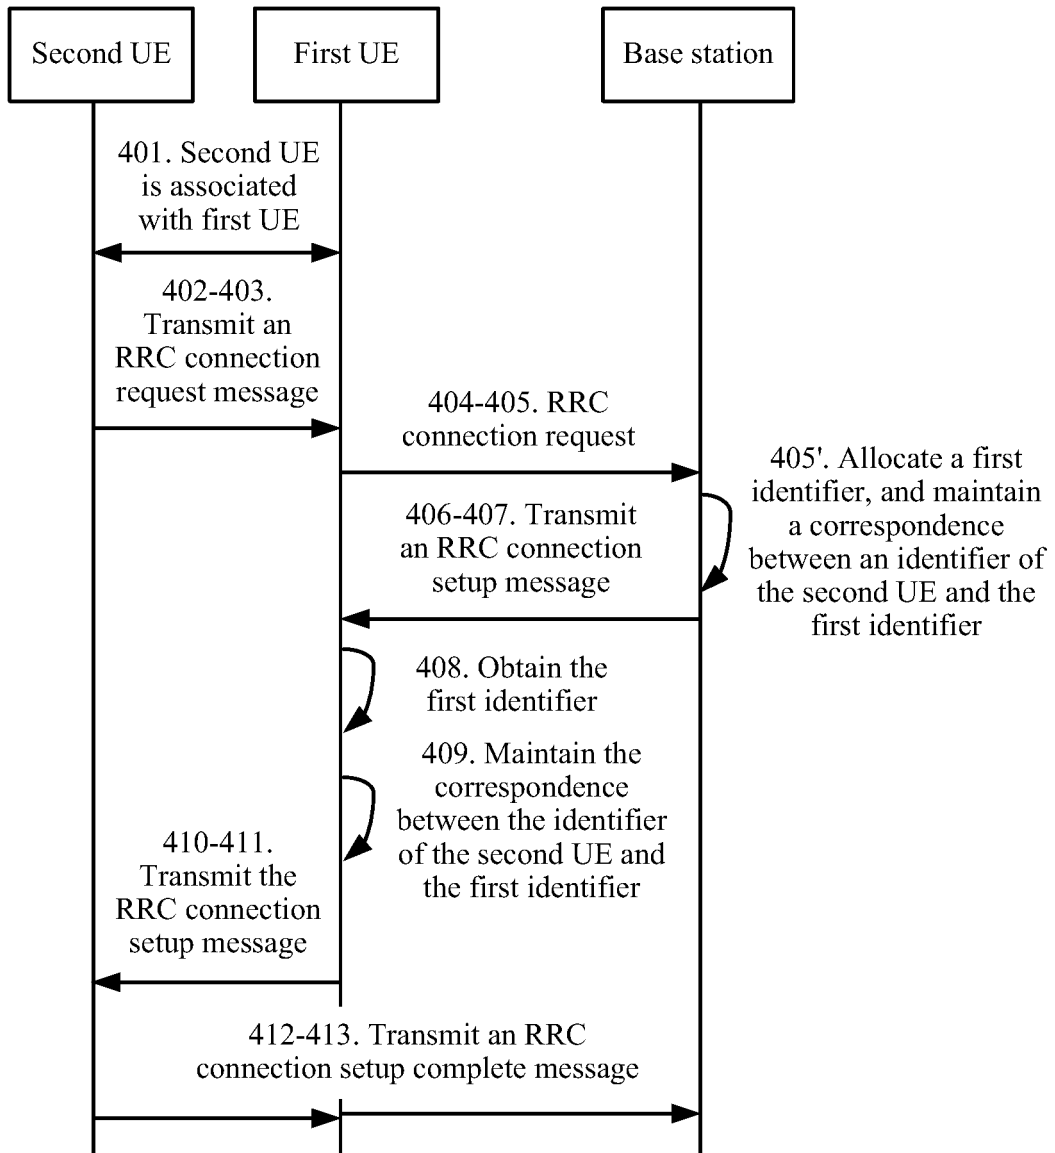 Second UE
First UE
Base station
401. Second UE
is associated
with first UE
402-403.
Transmit an
RRC connection
request message
404-405. RRC
connection request
405'. Allocate a first
identifier, and maintain
a correspondence
between an identifier of
the second UE and the
first identifier
406-407. Transmit
an RRC connection
setup message
408. Obtain the
first identifier
409. Maintain the
correspondence
between the identifier
of the second UE and
the first identifier
410-411.
Transmit the
RRC connection
setup message
412-413. Transmit an RRC
connection setup complete message